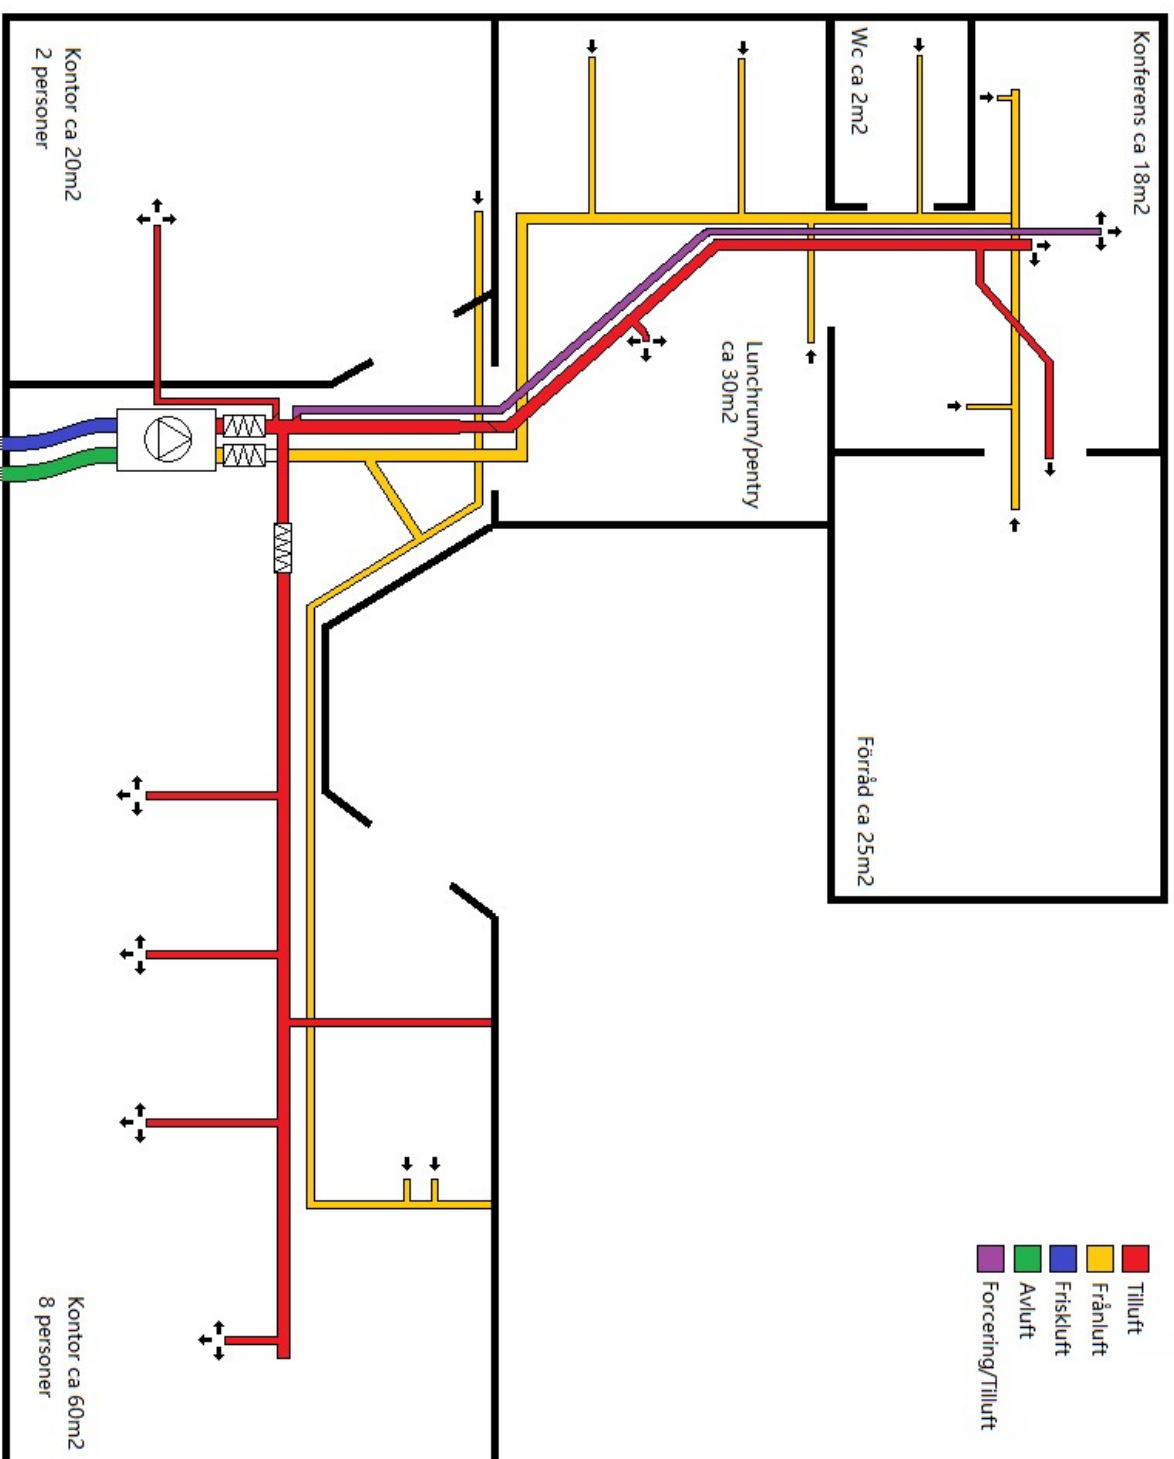 Kontor ca 20m2
2 personer
Wc ca 2m2
Konferens ca 18m2
Lunchrum/pentry
ca 30m2
Förråd ca 25m2
Kontor ca 60m2
8 personer
Tilluft
Frånluft
Friskluft
Avluft
Forcering/Tilluft